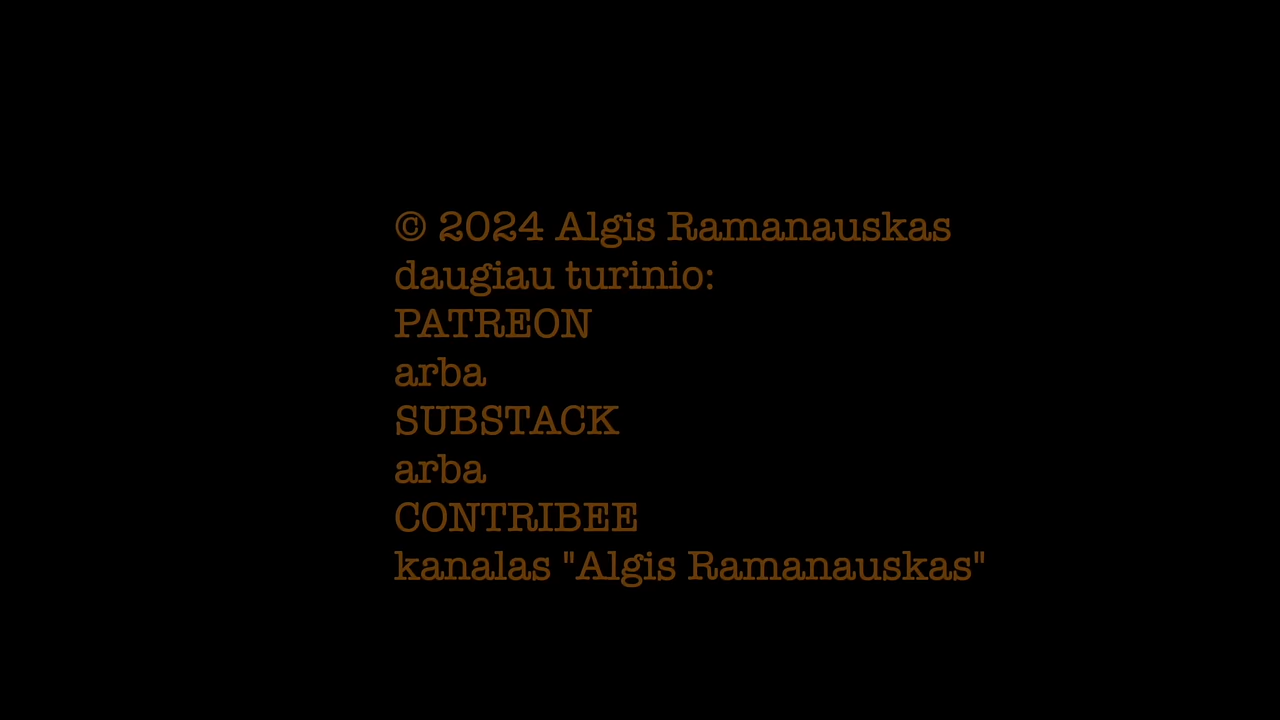 © 2024 Algis Ramanauskas
daugiau turinio:
PATREON
arba
SUBSTACK
arba
CONTRIBEE
kanalas "Algis Ramanauskas"